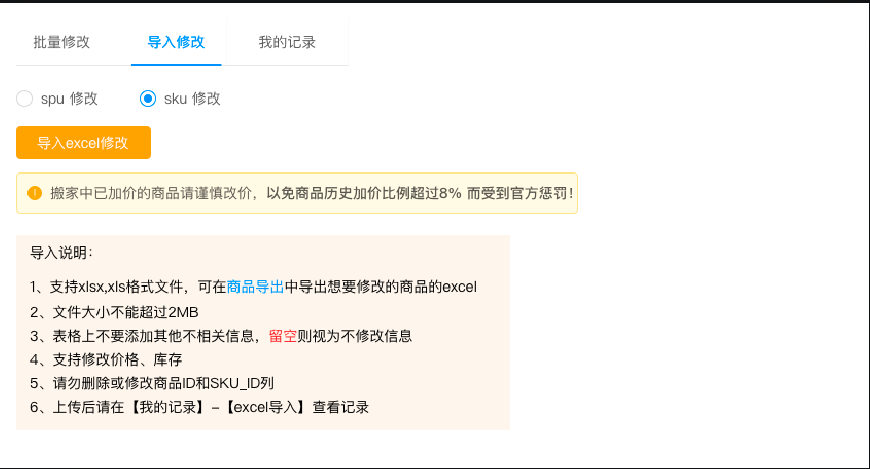 批量修改 导入修改 我的记录
spu 修改 sku 修改
导入excel修改
搬家中已加价的商品请谨慎改价，以免商品历史加价比例超过8% 而受到官方惩罚！
导入说明：
1、支持xlsx,xls格式文件，可在商品导出中导出想要修改的商品的excel
2、文件大小不能超过2MB
3、表格上不要添加其他不相关信息，留空则视为不修改信息
4、支持修改价格、库存
5、请勿删除或修改商品ID和SKU_ID列
6、上传后请在【我的记录】-【excel导入】查看记录